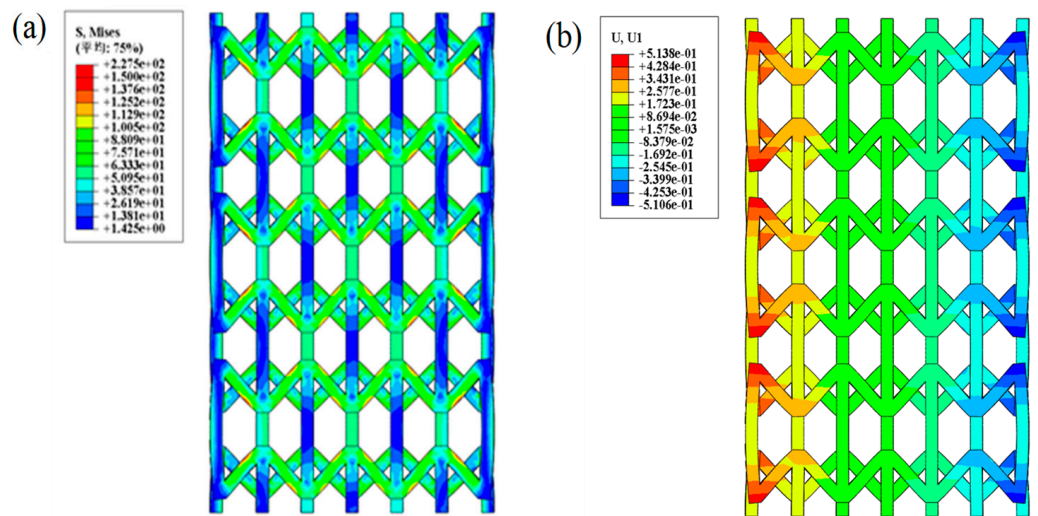 (a)
S, Mises
(平均: 75%)
+2.275e+02
+1.500e+02
+1.376e+02
+1.252e+02
+1.129e+02
+1.005e+02
+8.809e+01
+7.571e+01
+6.333e+01
+5.095e+01
+3.857e+01
+2.619e+01
+1.381e+01
+1.425e+00
(b)
U, U1
+5.138e-01
+4.284e-01
+3.431e-01
+2.577e-01
+1.723e-01
+8.694e-02
+1.575e-03
-8.379e-02
-1.692e-01
-2.545e-01
-3.399e-01
-4.253e-01
-5.106e-01